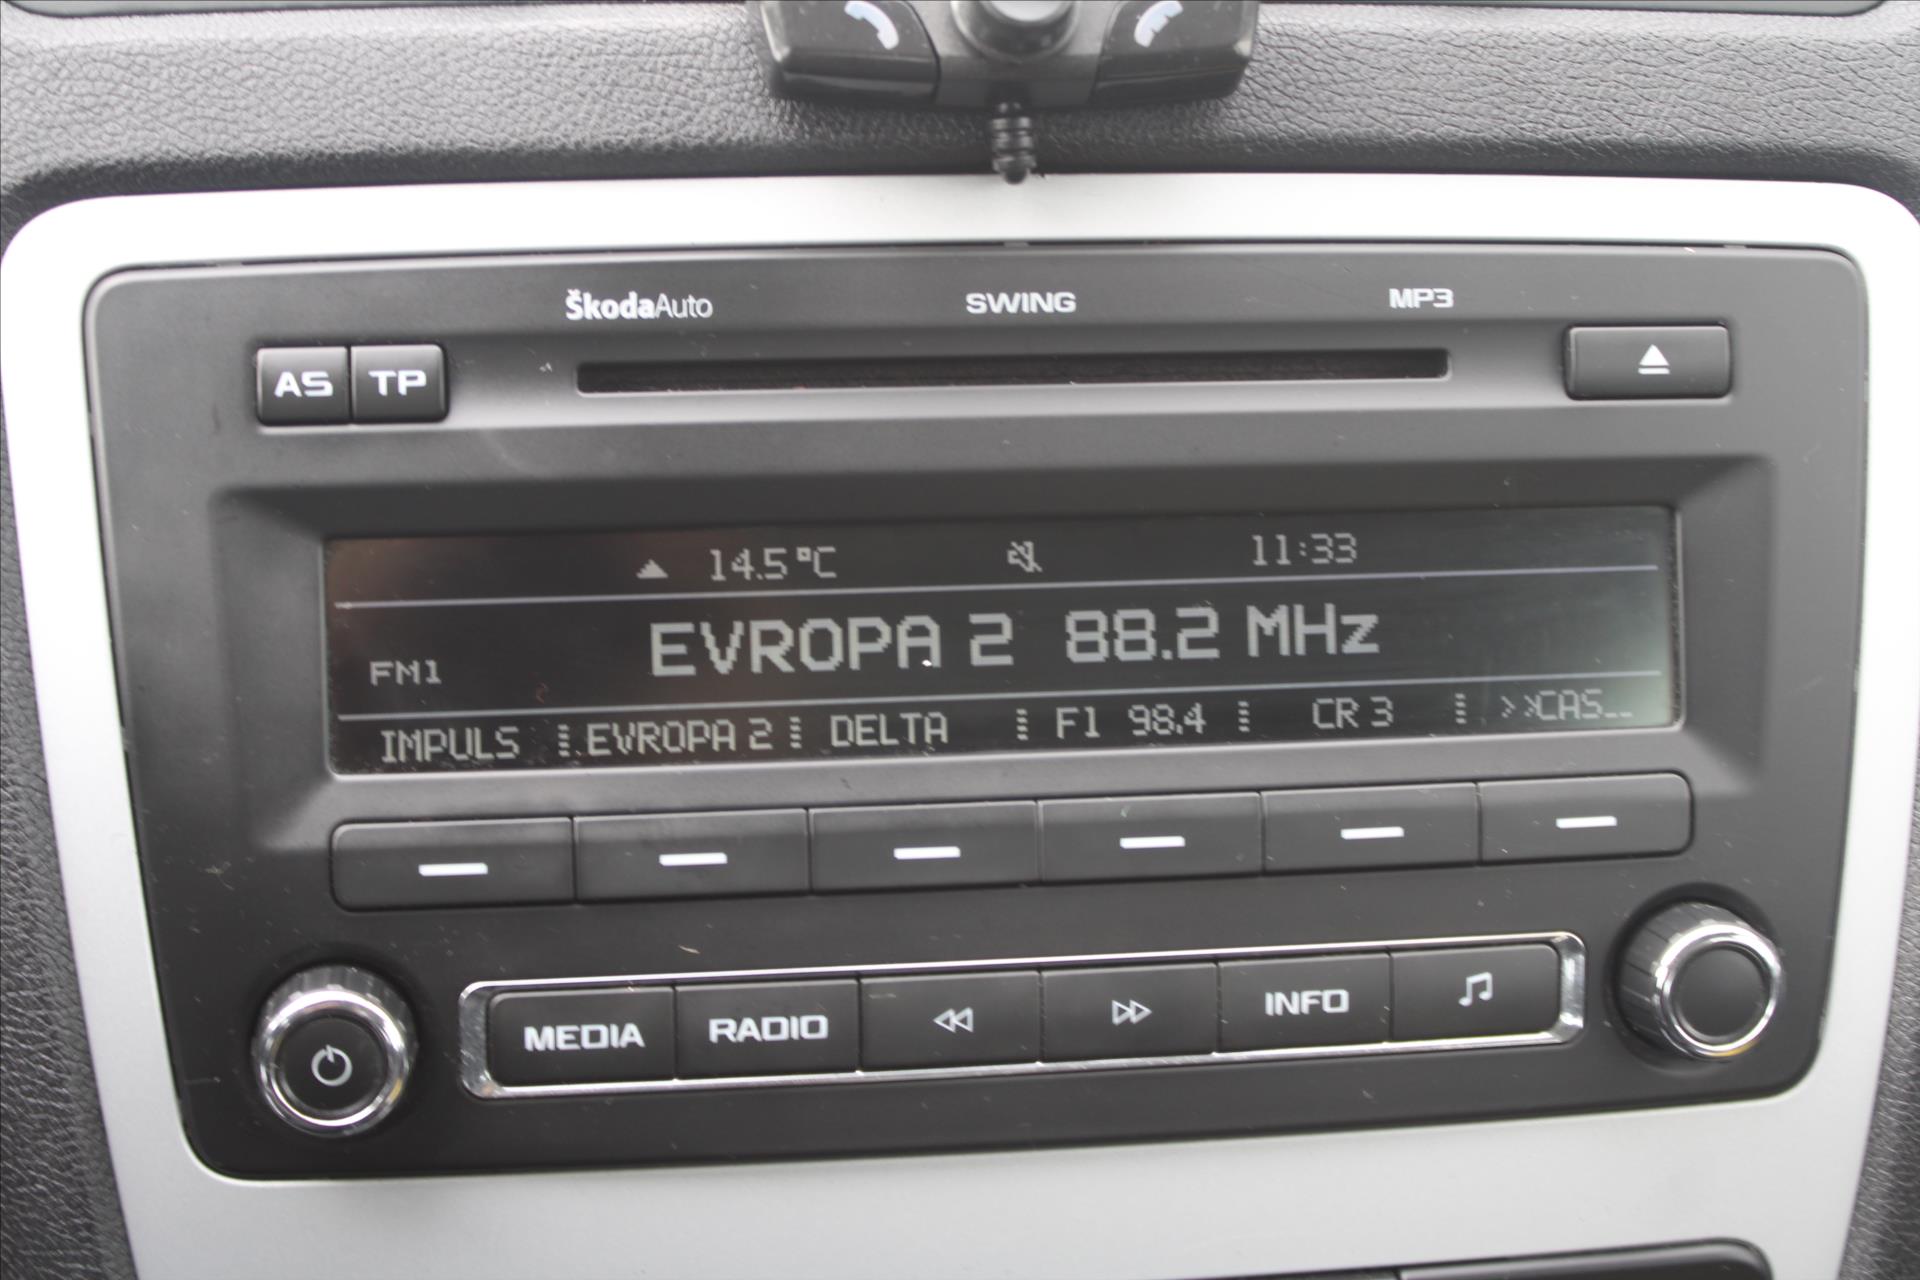 ŠkodaAuto SWING MP3
AS TP
14.5°C 11:33
FM1 EVROPA 2 88.2 MHz
IMPULS EVROPA 2 DELTA F1 98.4 CR 3 >>CAS__
MEDIA RADIO INFO